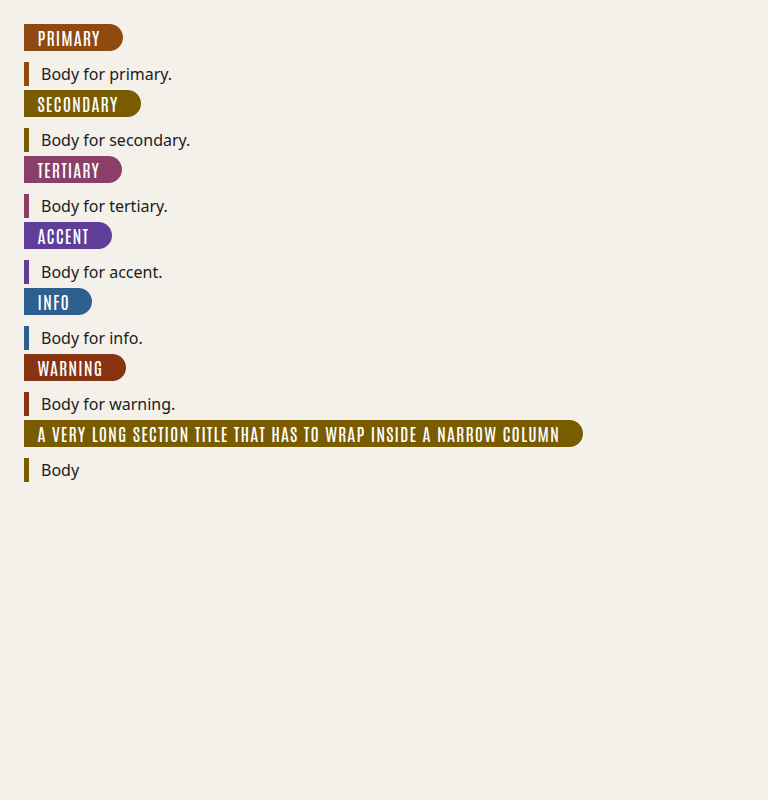 PRIMARY
Body for primary.
SECONDARY
Body for secondary.
TERTIARY
Body for tertiary.
ACCENT
Body for accent.
INFO
Body for info.
WARNING
Body for warning.
A VERY LONG SECTION TITLE THAT HAS TO WRAP INSIDE A NARROW COLUMN
Body